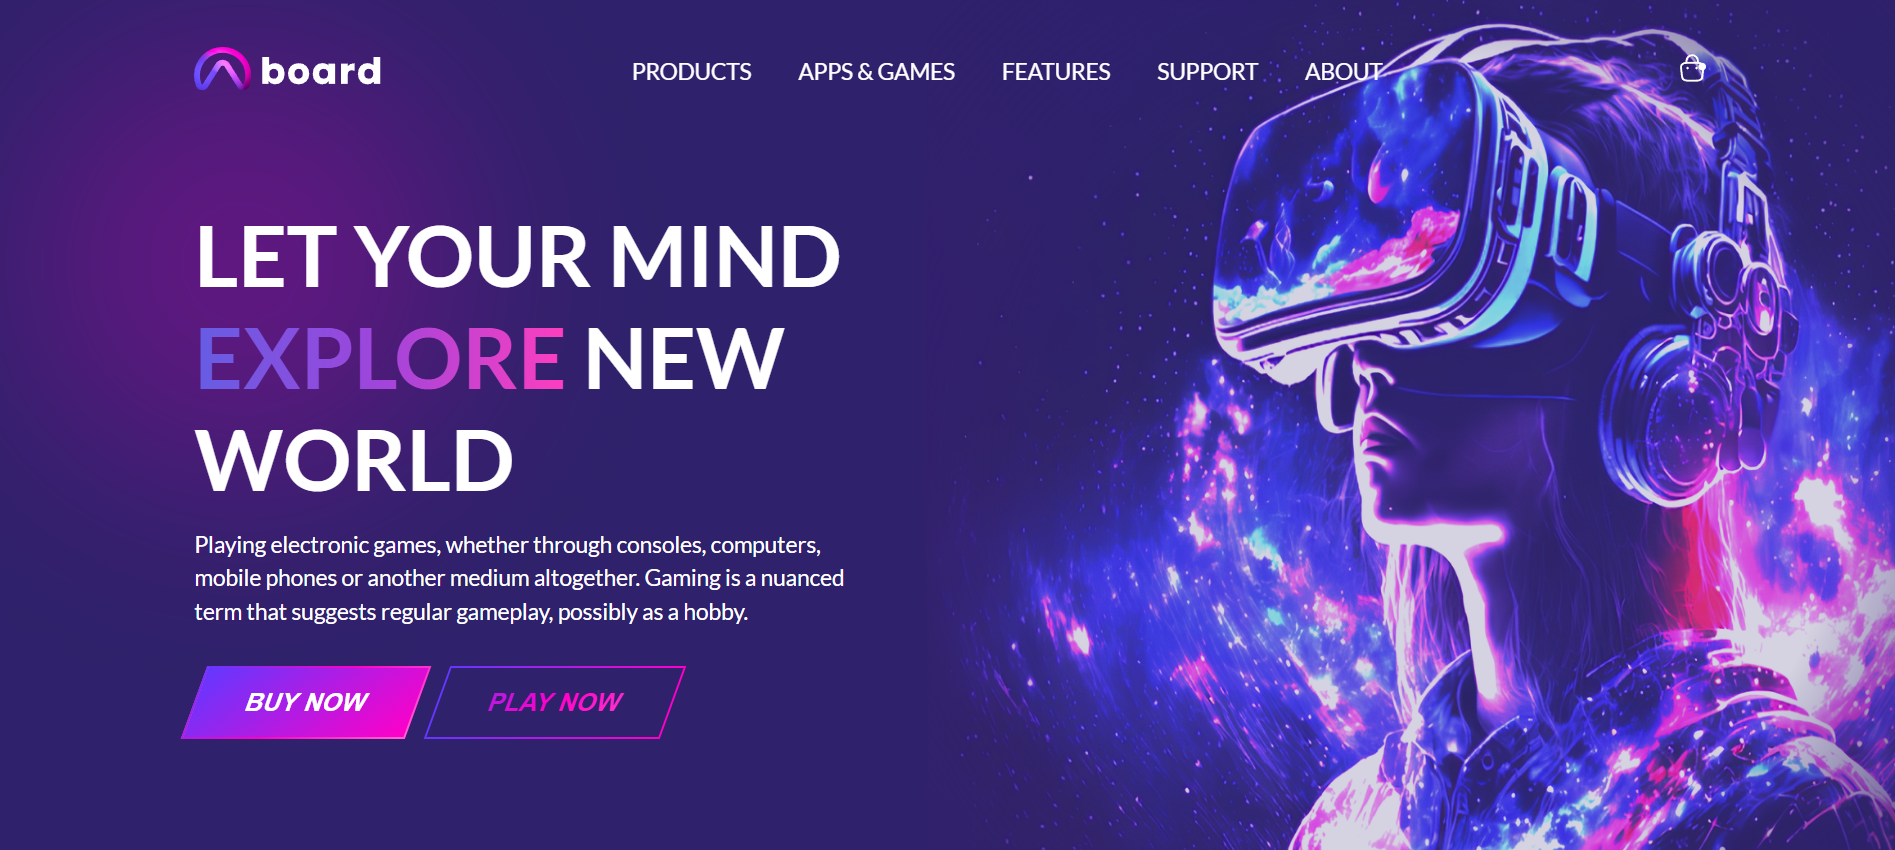 board
PRODUCTS APPS & GAMES FEATURES SUPPORT ABOUT
LET YOUR MIND
EXPLORE NEW
WORLD
Playing electronic games, whether through consoles, computers,
mobile phones or another medium altogether. Gaming is a nuanced
term that suggests regular gameplay, possibly as a hobby.
BUY NOW PLAY NOW